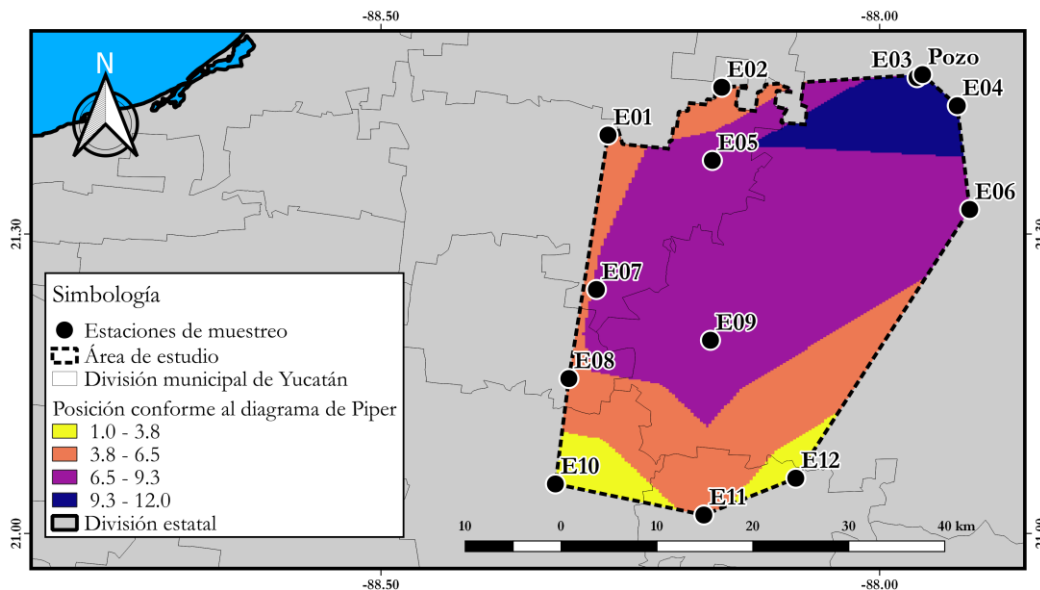 -88.50
-88.00
N
E03
Pozo
E02
E04
E01
E05
E06
21.30
21.30
E07
Simbología
Estaciones de muestreo
Área de estudio
División municipal de Yucatán
Posición conforme al diagrama de Piper
1.0 - 3.8
3.8 - 6.5
6.5 - 9.3
9.3 - 12.0
División estatal
E09
E08
E10
E12
E11
10
0
10
20
30
40 km
21.00
21.00
-88.50
-88.00